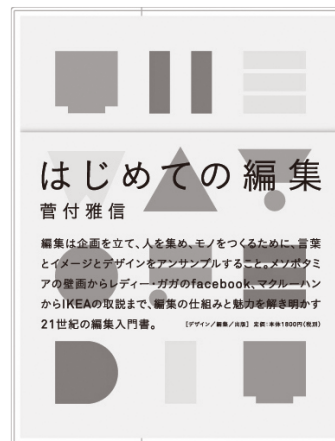 はじめての編集
菅付雅信
編集は企画を立て、人を集め、モノをつくるために、言葉
とイメージとデザインをアンサンブルすること。メソポタミ
アの壁画からレディー・ガガのfacebook、マクルーハン
からIKEAの取説まで、編集の仕組みと魅力を解き明かす
21世紀の編集入門書。 [デザイン/編集/出版] 定価:本体1800円(税別)